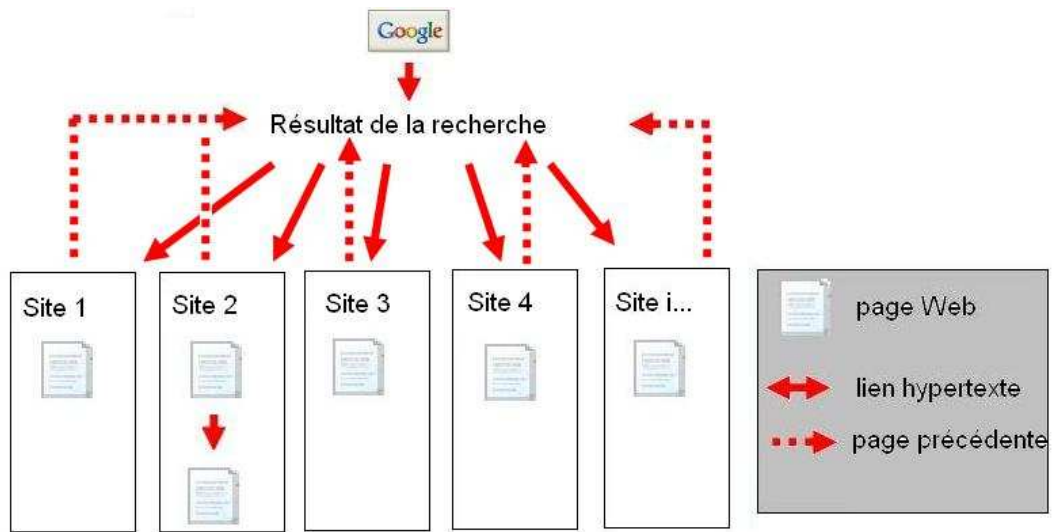 Google
Résultat de la recherche
Site 1
Site 2
Site 3
Site 4
Site i...
page Web
lien hypertexte
page précédente